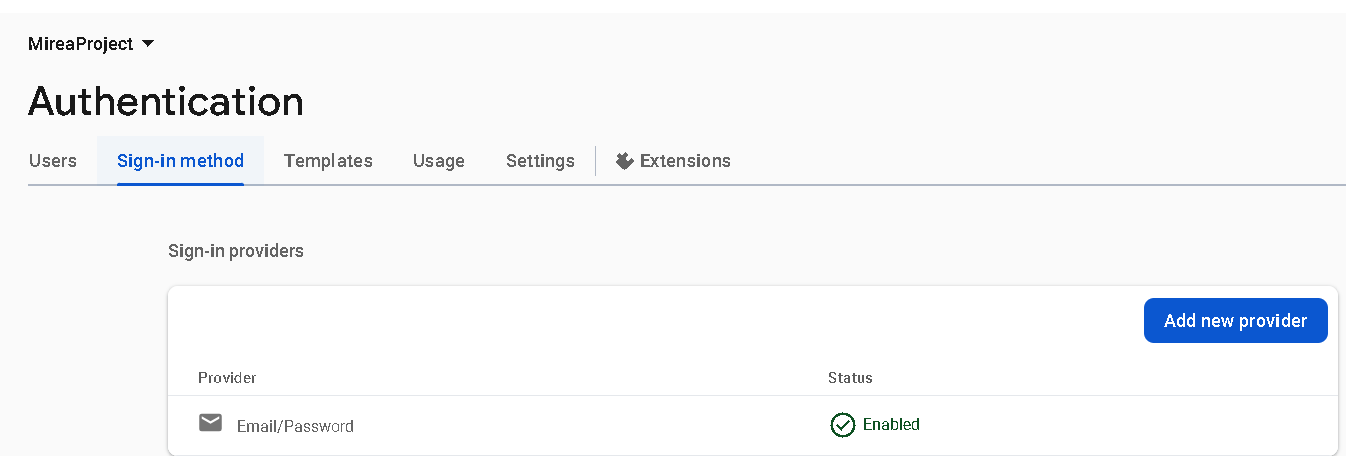 MireaProject
Authentication
Users Sign-in method Templates Usage Settings Extensions
Sign-in providers
Add new provider
Provider Status
Email/Password Enabled